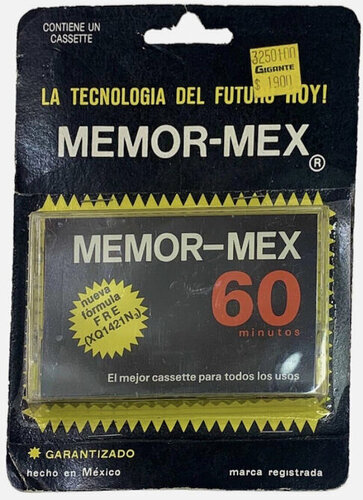 CONTIENE UN
CASSETTE
3250100
GIGANTE
$ 1900
LA TECNOLOGIA DEL FUTURO HOY!
MEMOR-MEX
®
MEMOR-MEX
nueva
fórmula
FRE
(XQ1421N₃)
60
minutos
El mejor cassette para todos los usos
GARANTIZADO
hecho en México
marca registrada